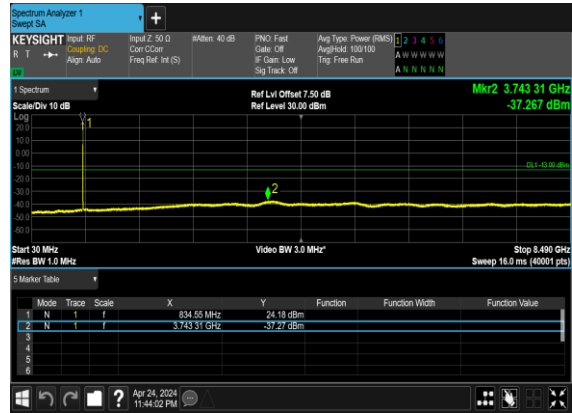 Spectrum Analyzer 1
Swept SA
+
KEYSIGHT Input: RF Input Z: 50 Ω #Atten: 40 dB PNO: Fast Avg Type: Power (RMS) 1 2 3 4 5 6
R T Coupling: DC Corr CCorr Gate: Off Avg|Hold: 100/100 A W W W W W
Align: Auto Freq Ref: Int (S) IF Gain: Low Trig: Free Run
LW Sig Track: Off A N N N N N
1 Spectrum Ref Lvl Offset 7.50 dB Mkr2 3.743 31 GHz
Scale/Div 10 dB Ref Level 30.00 dBm -37.267 dBm
Log
20.0 1
10.0
0.00
-10.0 DL1 -13.00 dBm
-20.0
-30.0 2
-40.0
-50.0
-60.0
Start 30 MHz Video BW 3.0 MHz* Stop 8.490 GHz
#Res BW 1.0 MHz Sweep 16.0 ms (40001 pts)
5 Marker Table
Mode Trace Scale X Y Function Function Width Function Value
1 N 1 f 834.55 MHz 24.18 dBm
2 N 1 f 3.743 31 GHz -37.27 dBm
3
4
5
6
? Apr 24, 2024
11:44:02 PM